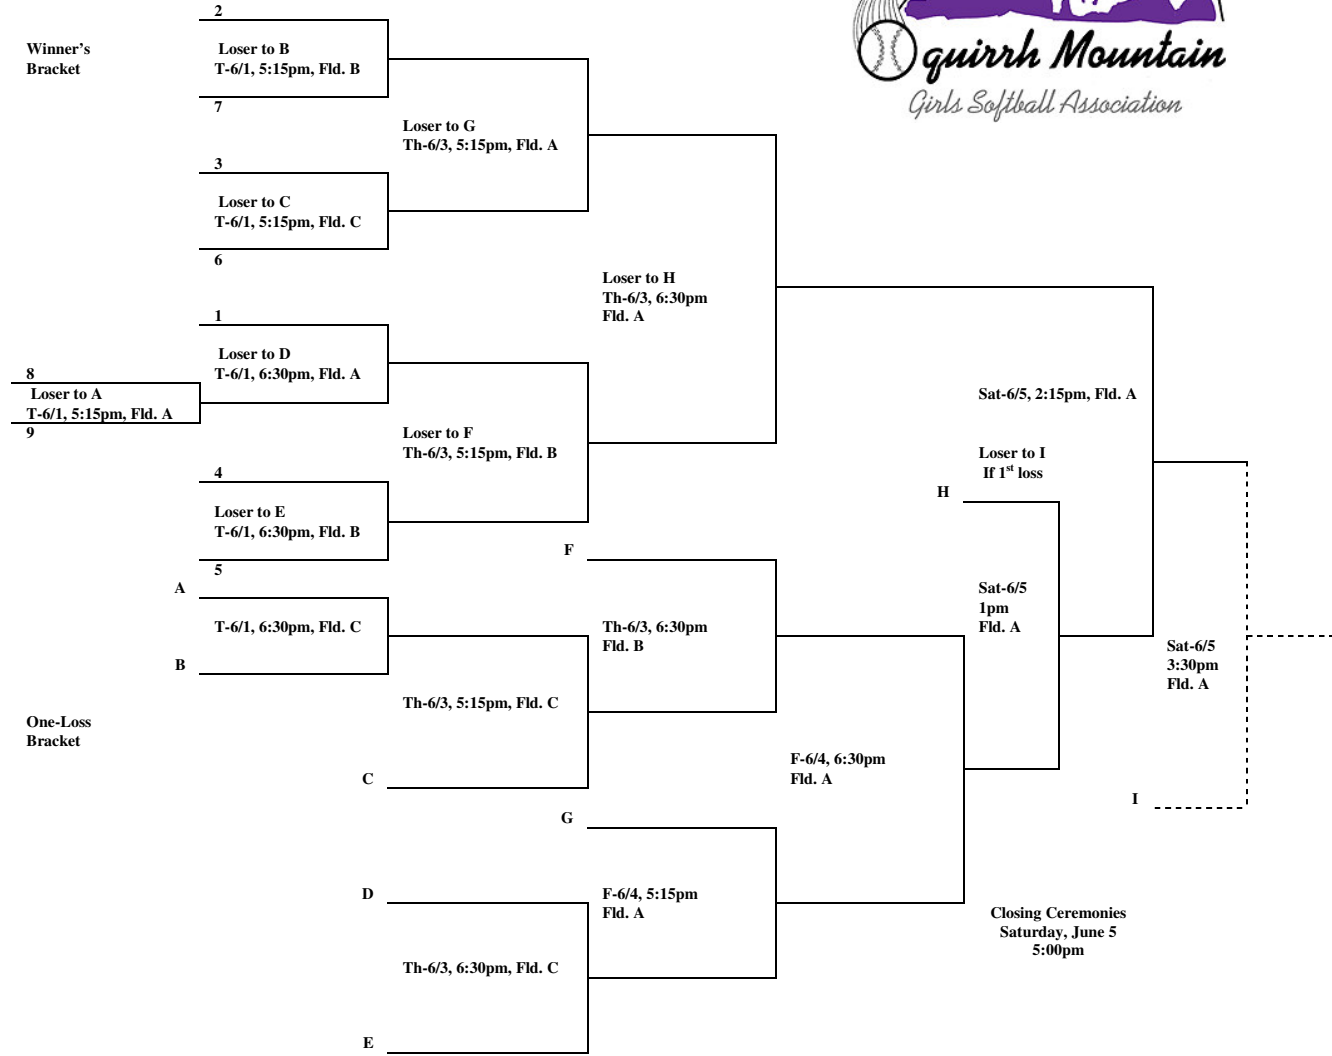 Oquirrh Mountain
Girls Softball Association
Winner's
Bracket
2
Loser to B
T-6/1, 5:15pm, Fld. B
7
Loser to G
Th-6/3, 5:15pm, Fld. A
3
Loser to C
T-6/1, 5:15pm, Fld. C
6
Loser to H
Th-6/3, 6:30pm
Fld. A
1
Loser to D
T-6/1, 6:30pm, Fld. A
8
Loser to A
T-6/1, 5:15pm, Fld. A
9
Loser to F
Th-6/3, 5:15pm, Fld. B
4
Loser to E
T-6/1, 6:30pm, Fld. B
5
Sat-6/5, 2:15pm, Fld. A
Loser to I
If 1st loss
H
Sat-6/5
1pm
Fld. A
Sat-6/5
3:30pm
Fld. A
I
One-Loss
Bracket
A
T-6/1, 6:30pm, Fld. C
B
F
Th-6/3, 6:30pm
Fld. B
Th-6/3, 5:15pm, Fld. C
C
F-6/4, 6:30pm
Fld. A
G
F-6/4, 5:15pm
Fld. A
D
Th-6/3, 6:30pm, Fld. C
E
Closing Ceremonies
Saturday, June 5
5:00pm